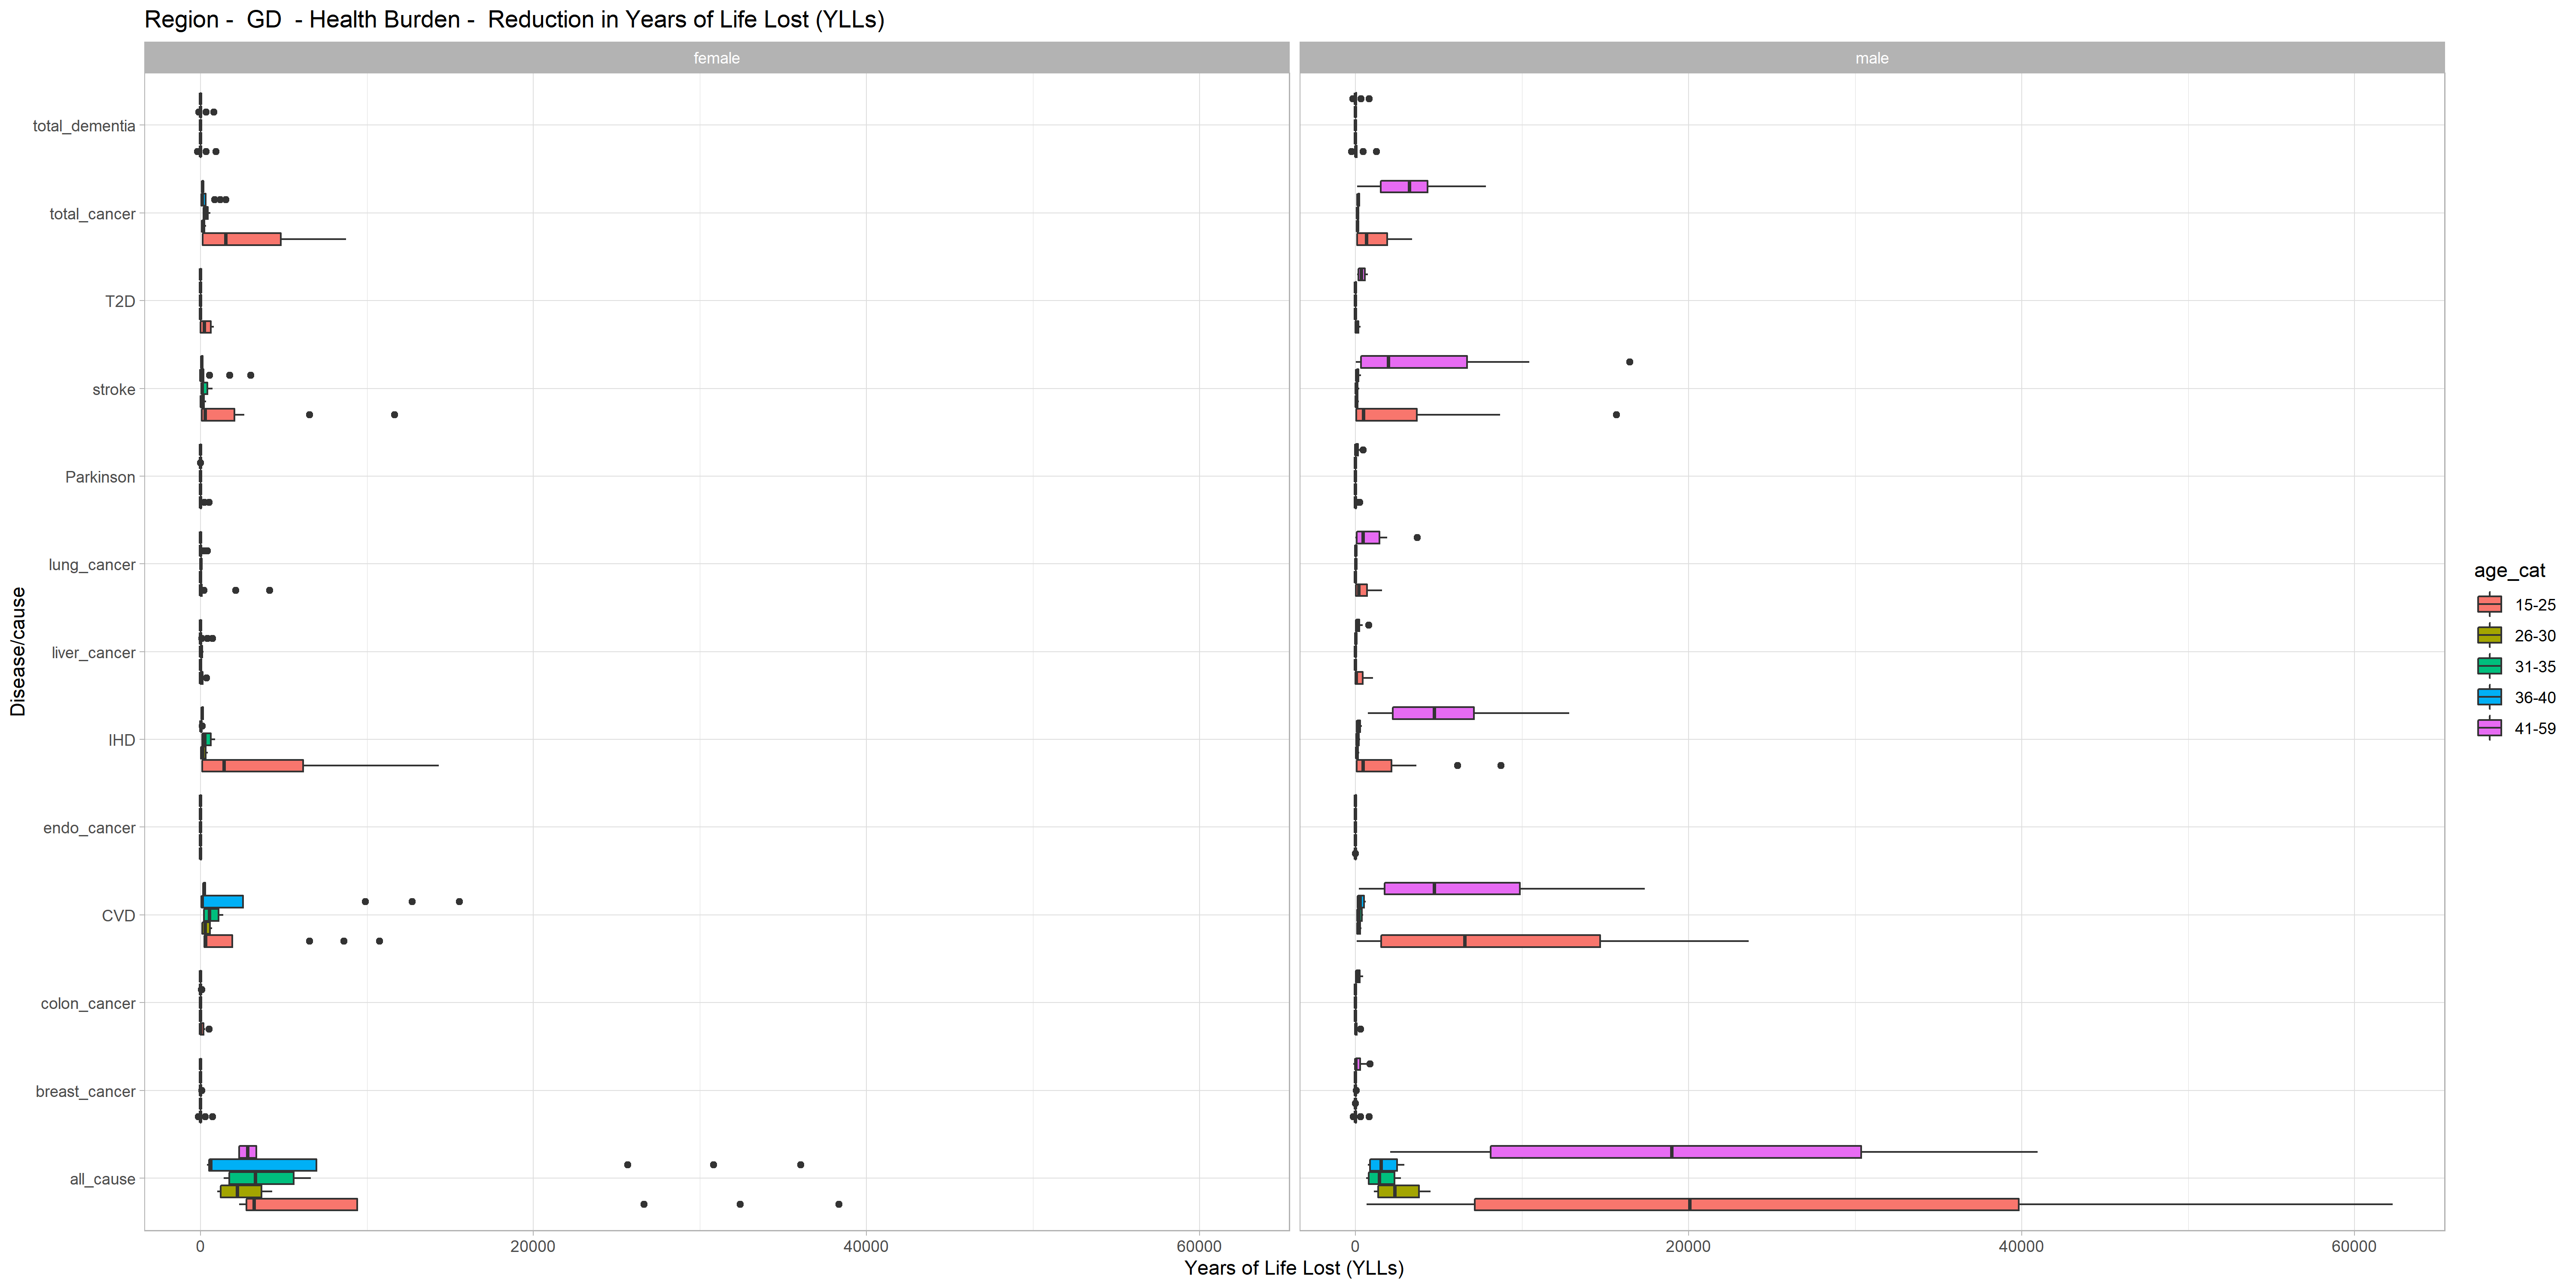 Region -  GD  - Health Burden -  Reduction in Years of Life Lost (YLLs)
female
male
Disease/cause
total_dementia
total_cancer
T2D
stroke
Parkinson
lung_cancer
liver_cancer
IHD
endo_cancer
CVD
colon_cancer
breast_cancer
all_cause
0
20000
40000
60000
0
20000
40000
60000
Years of Life Lost (YLLs)
age_cat
15-25
26-30
31-35
36-40
41-59